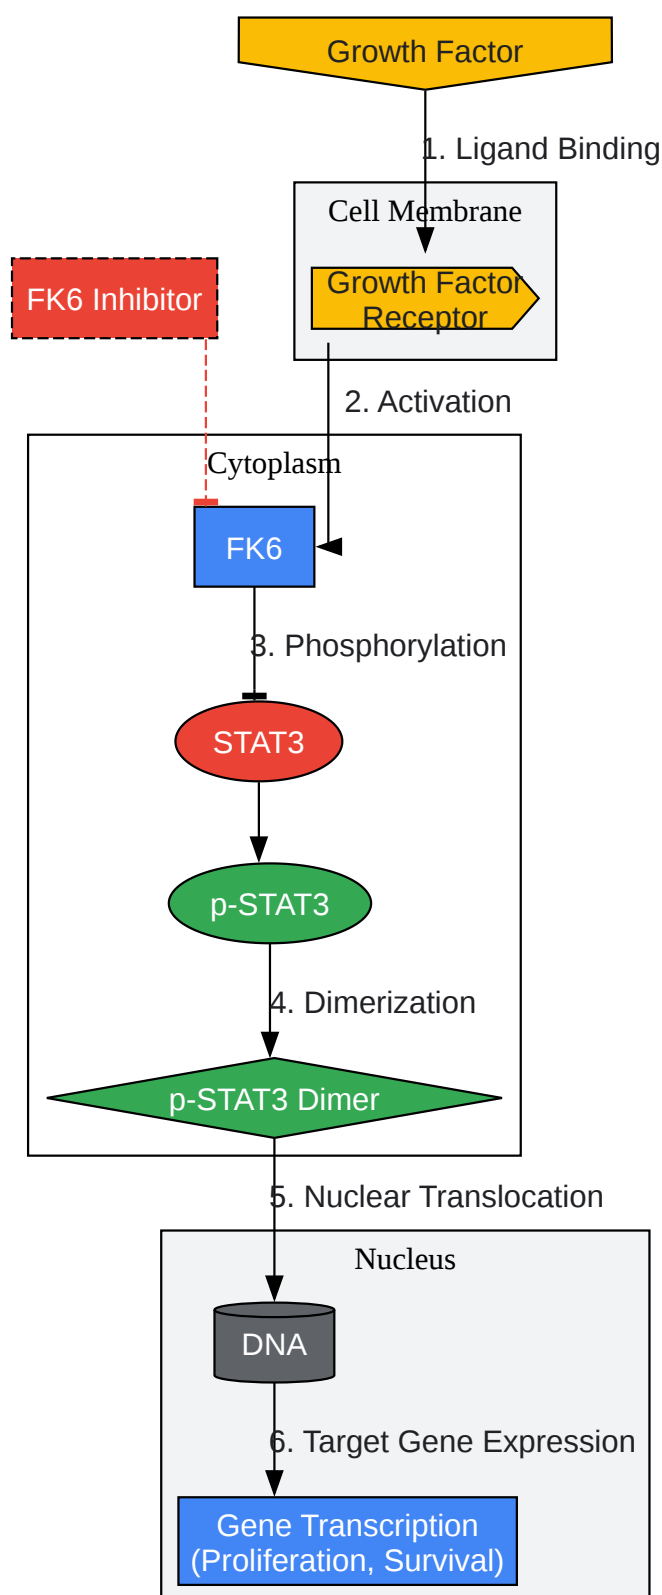 Growth Factor
1. Ligand Binding
Cell Membrane
Growth Factor
Receptor
FK6 Inhibitor
2. Activation
Cytoplasm
FK6
3. Phosphorylation
STAT3
p-STAT3
4. Dimerization
p-STAT3 Dimer
5. Nuclear Translocation
Nucleus
DNA
6. Target Gene Expression
Gene Transcription
(Proliferation, Survival)